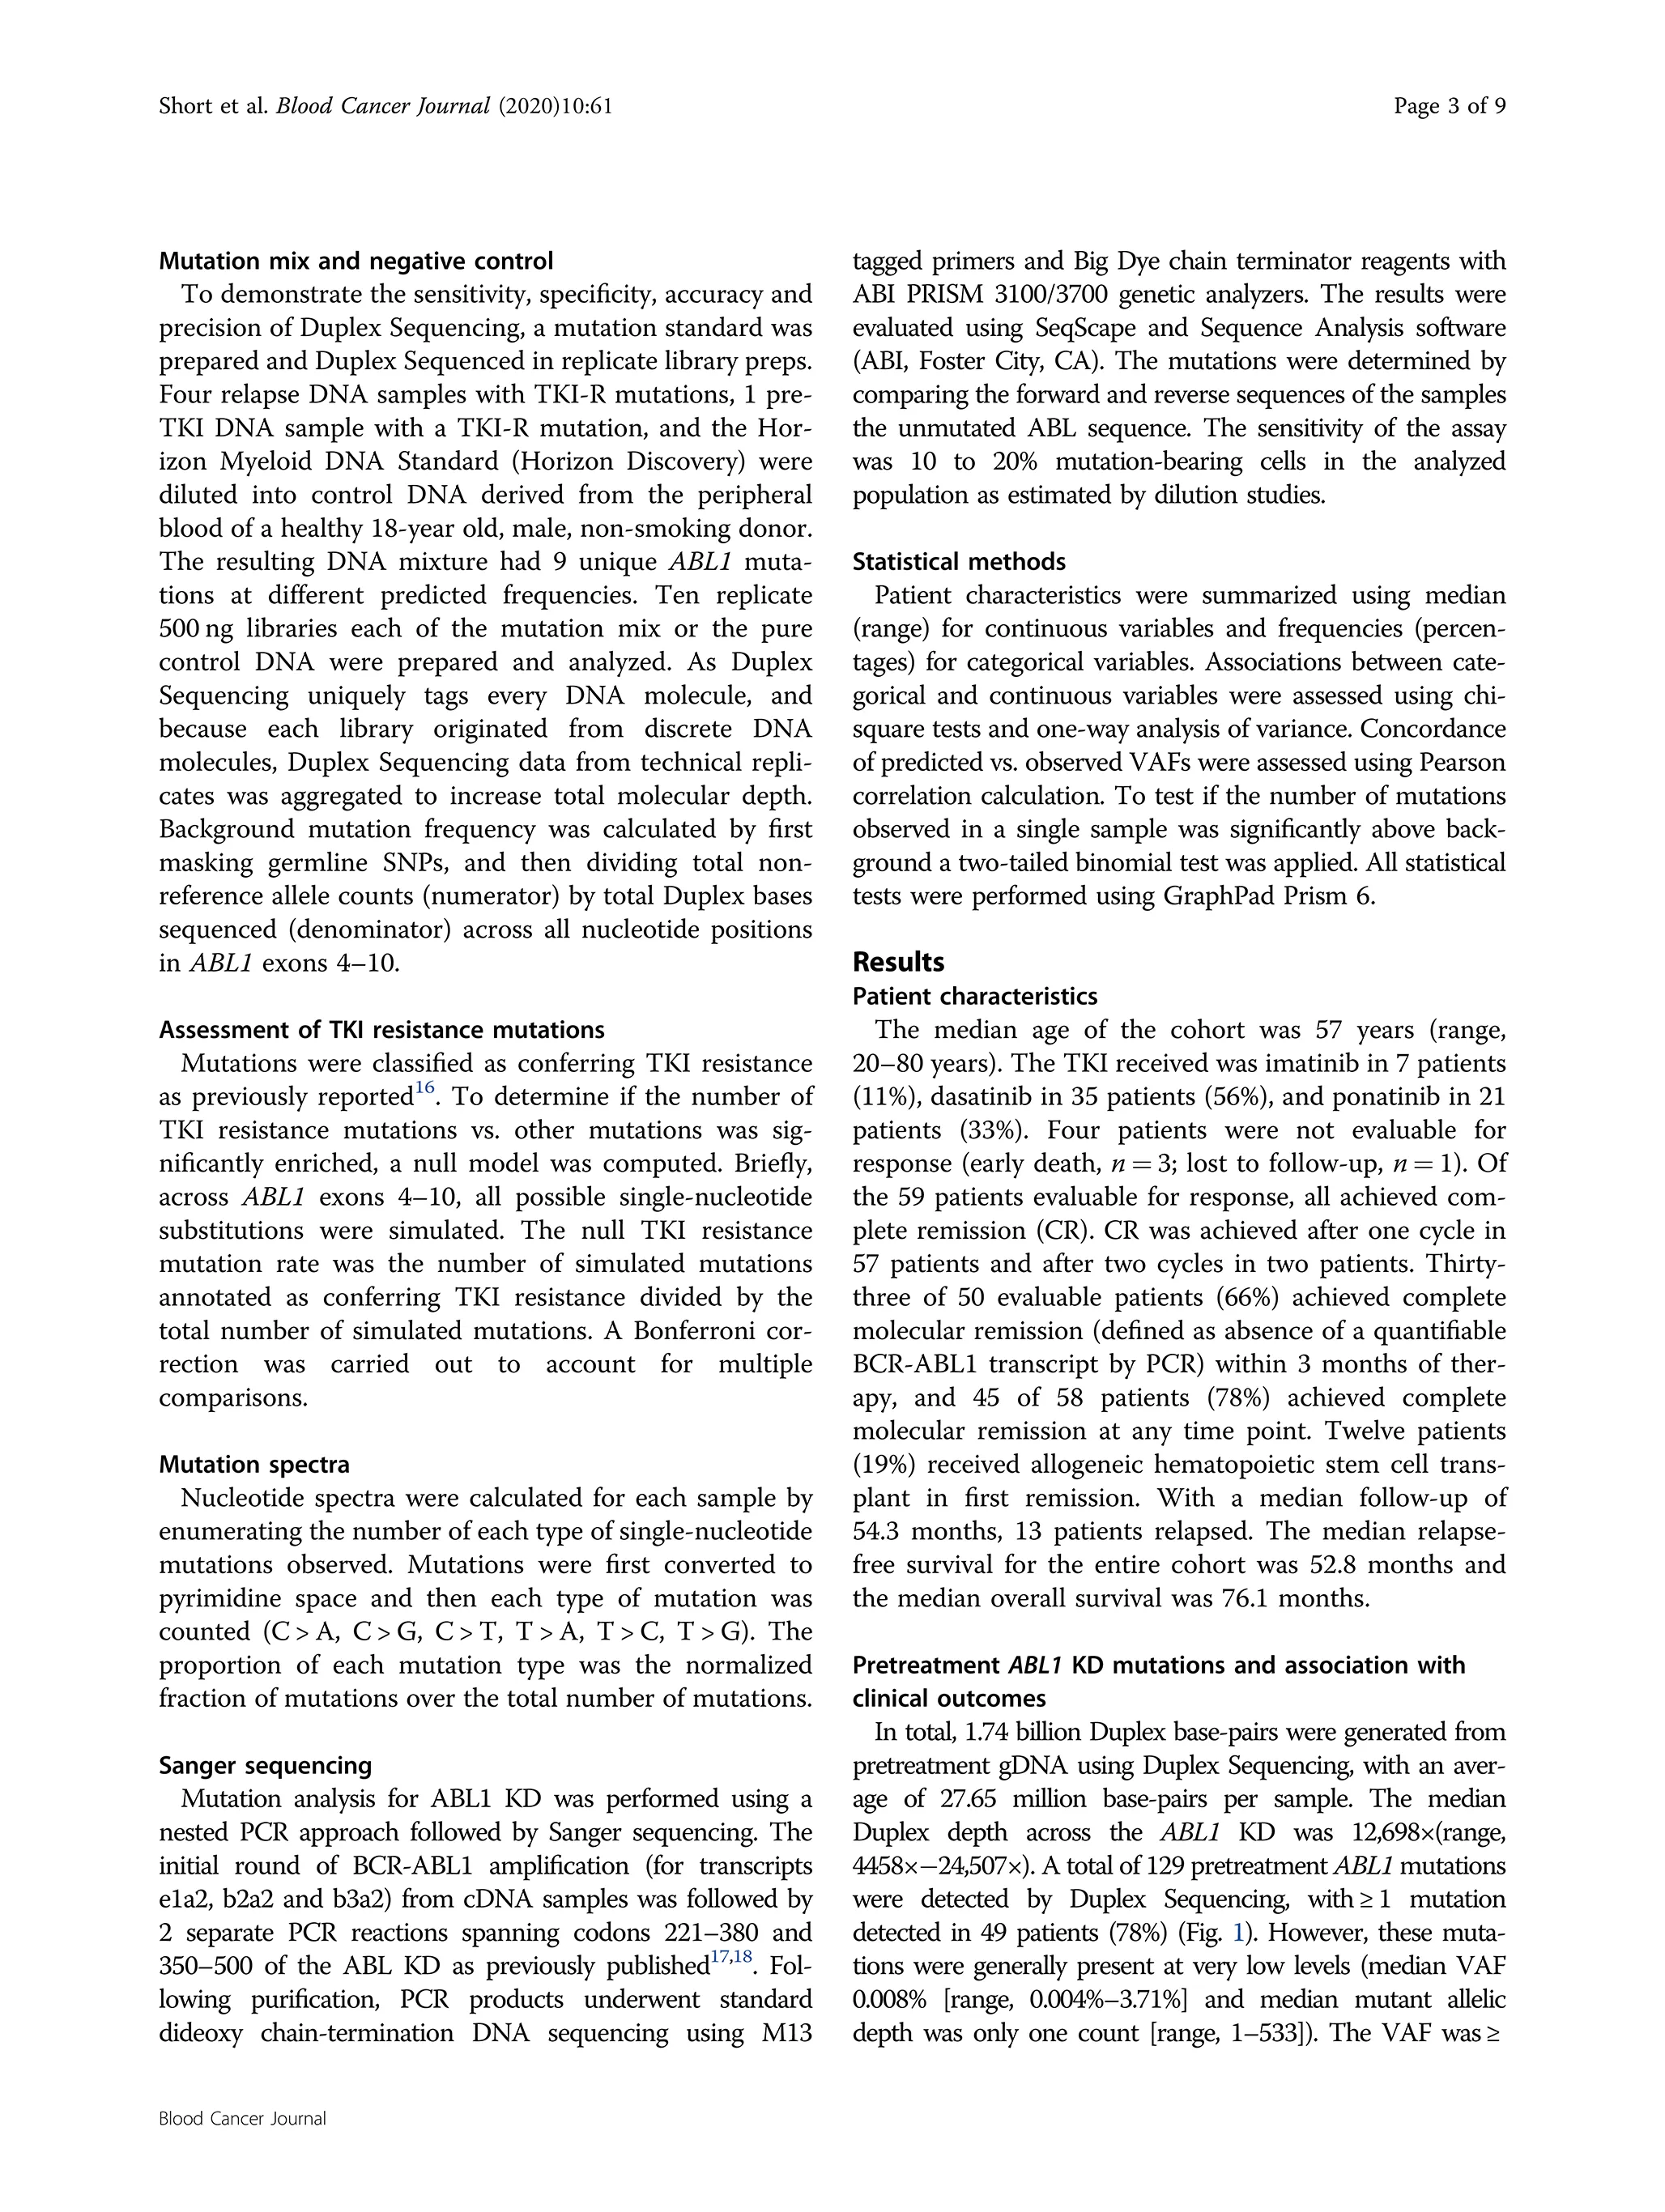 Short et al. Blood Cancer Journal (2020)10:61
Page 3 of 9
Mutation mix and negative control
To demonstrate the sensitivity, specificity, accuracy and
precision of Duplex Sequencing, a mutation standard was
prepared and Duplex Sequenced in replicate library preps.
Four relapse DNA samples with TKI-R mutations, 1 pre-
TKI DNA sample with a TKI-R mutation, and the Hor-
izon Myeloid DNA Standard (Horizon Discovery) were
diluted into control DNA derived from the peripheral
blood of a healthy 18-year old, male, non-smoking donor.
The resulting DNA mixture had 9 unique ABL1 muta-
tions at different predicted frequencies. Ten replicate
500 ng libraries each of the mutation mix or the pure
control DNA were prepared and analyzed. As Duplex
Sequencing uniquely tags every DNA molecule, and
because each library originated from discrete DNA
molecules, Duplex Sequencing data from technical repli-
cates was aggregated to increase total molecular depth.
Background mutation frequency was calculated by first
masking germline SNPs, and then dividing total non-
reference allele counts (numerator) by total Duplex bases
sequenced (denominator) across all nucleotide positions
in ABL1 exons 4–10.
Assessment of TKI resistance mutations
Mutations were classified as conferring TKI resistance
as previously reported16. To determine if the number of
TKI resistance mutations vs. other mutations was sig-
nificantly enriched, a null model was computed. Briefly,
across ABL1 exons 4–10, all possible single-nucleotide
substitutions were simulated. The null TKI resistance
mutation rate was the number of simulated mutations
annotated as conferring TKI resistance divided by the
total number of simulated mutations. A Bonferroni cor-
rection was carried out to account for multiple
comparisons.
Mutation spectra
Nucleotide spectra were calculated for each sample by
enumerating the number of each type of single-nucleotide
mutations observed. Mutations were first converted to
pyrimidine space and then each type of mutation was
counted (C > A, C > G, C > T, T > A, T > C, T > G). The
proportion of each mutation type was the normalized
fraction of mutations over the total number of mutations.
Sanger sequencing
Mutation analysis for ABL1 KD was performed using a
nested PCR approach followed by Sanger sequencing. The
initial round of BCR-ABL1 amplification (for transcripts
e1a2, b2a2 and b3a2) from cDNA samples was followed by
2 separate PCR reactions spanning codons 221–380 and
350–500 of the ABL KD as previously published17,18. Fol-
lowing purification, PCR products underwent standard
dideoxy chain-termination DNA sequencing using M13
tagged primers and Big Dye chain terminator reagents with
ABI PRISM 3100/3700 genetic analyzers. The results were
evaluated using SeqScape and Sequence Analysis software
(ABI, Foster City, CA). The mutations were determined by
comparing the forward and reverse sequences of the samples
the unmutated ABL sequence. The sensitivity of the assay
was 10 to 20% mutation-bearing cells in the analyzed
population as estimated by dilution studies.
Statistical methods
Patient characteristics were summarized using median
(range) for continuous variables and frequencies (percen-
tages) for categorical variables. Associations between cate-
gorical and continuous variables were assessed using chi-
square tests and one-way analysis of variance. Concordance
of predicted vs. observed VAFs were assessed using Pearson
correlation calculation. To test if the number of mutations
observed in a single sample was significantly above back-
ground a two-tailed binomial test was applied. All statistical
tests were performed using GraphPad Prism 6.
Results
Patient characteristics
The median age of the cohort was 57 years (range,
20–80 years). The TKI received was imatinib in 7 patients
(11%), dasatinib in 35 patients (56%), and ponatinib in 21
patients (33%). Four patients were not evaluable for
response (early death, n = 3; lost to follow-up, n = 1). Of
the 59 patients evaluable for response, all achieved com-
plete remission (CR). CR was achieved after one cycle in
57 patients and after two cycles in two patients. Thirty-
three of 50 evaluable patients (66%) achieved complete
molecular remission (defined as absence of a quantifiable
BCR-ABL1 transcript by PCR) within 3 months of ther-
apy, and 45 of 58 patients (78%) achieved complete
molecular remission at any time point. Twelve patients
(19%) received allogeneic hematopoietic stem cell trans-
plant in first remission. With a median follow-up of
54.3 months, 13 patients relapsed. The median relapse-
free survival for the entire cohort was 52.8 months and
the median overall survival was 76.1 months.
Pretreatment ABL1 KD mutations and association with
clinical outcomes
In total, 1.74 billion Duplex base-pairs were generated from
pretreatment gDNA using Duplex Sequencing, with an aver-
age of 27.65 million base-pairs per sample. The median
Duplex depth across the ABL1 KD was 12,698×(range,
4458×−24,507×). A total of 129 pretreatment ABL1 mutations
were detected by Duplex Sequencing, with ≥ 1 mutation
detected in 49 patients (78%) (Fig. 1). However, these muta-
tions were generally present at very low levels (median VAF
0.008% [range, 0.004%–3.71%] and median mutant allelic
depth was only one count [range, 1–533]). The VAF was ≥
Blood Cancer Journal